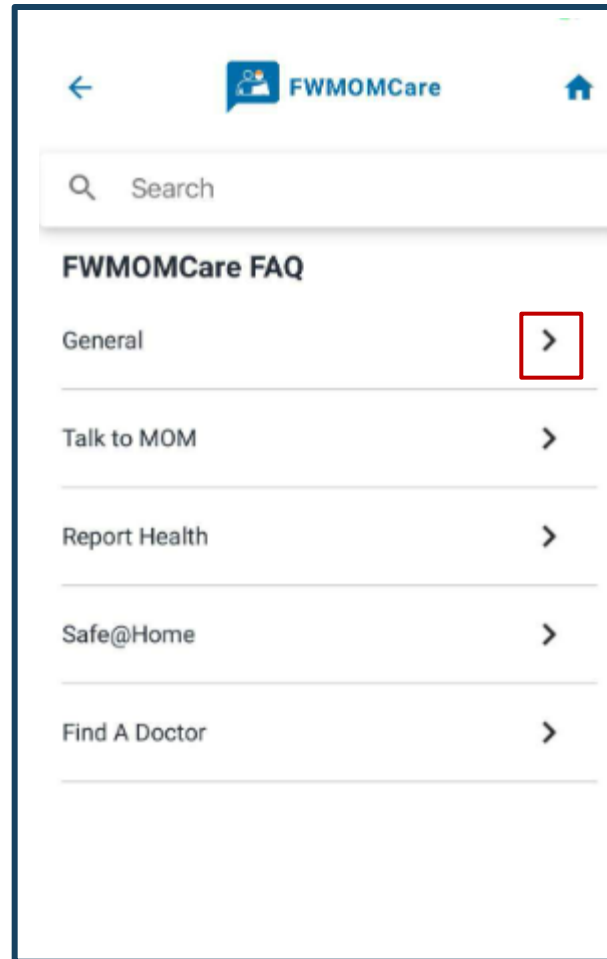 FWMOMCare
Search
FWMOMCare FAQ
General
Talk to MOM
Report Health
Safe@Home
Find A Doctor